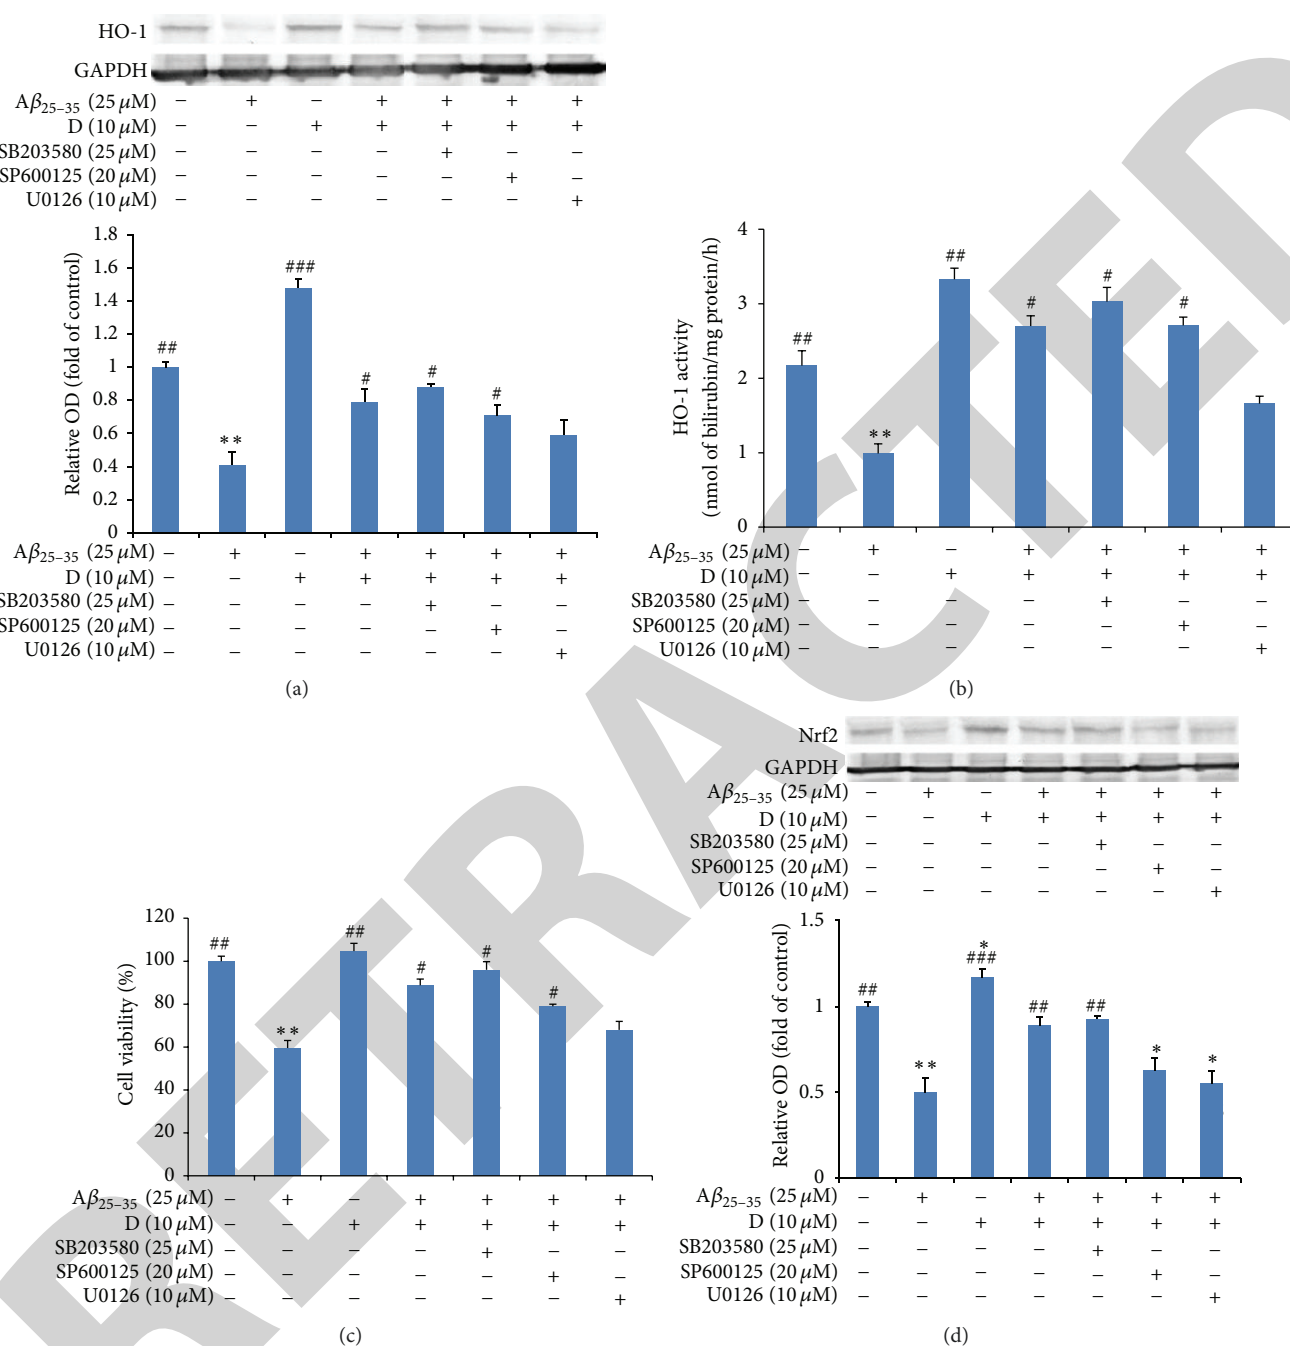 HO-1
GAPDH
Aβ25–35 (25 μM) – + – + + + +
D (10 μM) – – + + + + +
SB203580 (25 μM) – – – – + – –
SP600125 (20 μM) – – – – – + –
U0126 (10 μM) – – – – – – +
Relative OD (fold of control)
1.8
1.6
1.4
1.2
1
0.8
0.6
0.4
0.2
0
## ** ### # # #
Aβ25–35 (25 μM) – + – + + + +
D (10 μM) – – + + + + +
SB203580 (25 μM) – – – – + – –
SP600125 (20 μM) – – – – – + –
U0126 (10 μM) – – – – – – +
(a)
HO-1 activity
(nmol of bilirubin/mg protein/h)
4
3
2
1
0
## ** ## # # #
Aβ25–35 (25 μM) – + – + + + +
D (10 μM) – – + + + + +
SB203580 (25 μM) – – – – + – –
SP600125 (20 μM) – – – – – + –
U0126 (10 μM) – – – – – – +
(b)
Cell viability (%)
120
100
80
60
40
20
0
## ** ## # # #
Aβ25–35 (25 μM) – + – + + + +
D (10 μM) – – + + + + +
SB203580 (25 μM) – – – – + – –
SP600125 (20 μM) – – – – – + –
U0126 (10 μM) – – – – – – +
(c)
Nrf2
GAPDH
Aβ25–35 (25 μM) – + – + + + +
D (10 μM) – – + + + + +
SB203580 (25 μM) – – – – + – –
SP600125 (20 μM) – – – – – + –
U0126 (10 μM) – – – – – – +
Relative OD (fold of control)
1.5
1
0.5
0
*
## ** ### ## ## * *
Aβ25–35 (25 μM) – + – + + + +
D (10 μM) – – + + + + +
SB203580 (25 μM) – – – – + – –
SP600125 (20 μM) – – – – – + –
U0126 (10 μM) – – – – – – +
(d)
RETRACTED